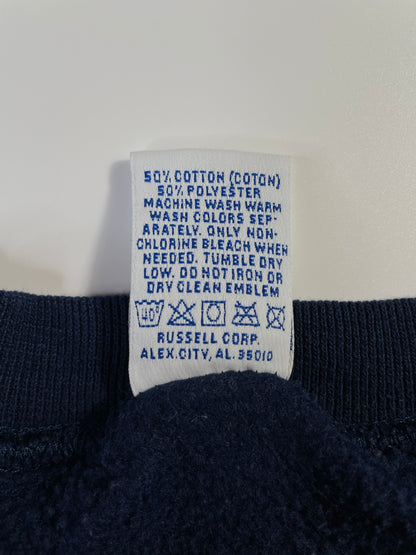 50% COTTON (COTON)
50% POLYESTER
MACHINE WASH WARM
WASH COLORS SEP-
ARATELY. ONLY NON-
CHLORINE BLEACH WHEN
NEEDED. TUMBLE DRY
LOW. DO NOT IRON OR
DRY CLEAN EMBLEM
40°
RUSSELL CORP.
ALEX.CITY, AL. 35010